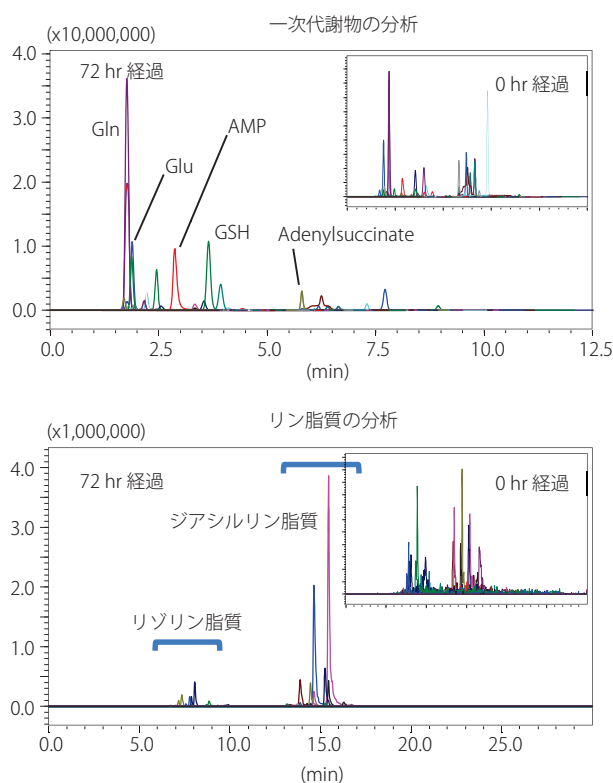 一次代謝物の分析
(x10,000,000)
4.0
72 hr 経過
0 hr 経過
Gln
AMP
3.0
Glu
2.0
GSH
Adenylsuccinate
1.0
0.0
0.0 2.5 5.0 7.5 10.0 12.5
(min)
リン脂質の分析
(x1,000,000)
72 hr 経過
0 hr 経過
4.0
ジアシルリン脂質
3.0
2.0
リゾリン脂質
1.0
0.0
0.0 5.0 10.0 15.0 20.0 25.0
(min)